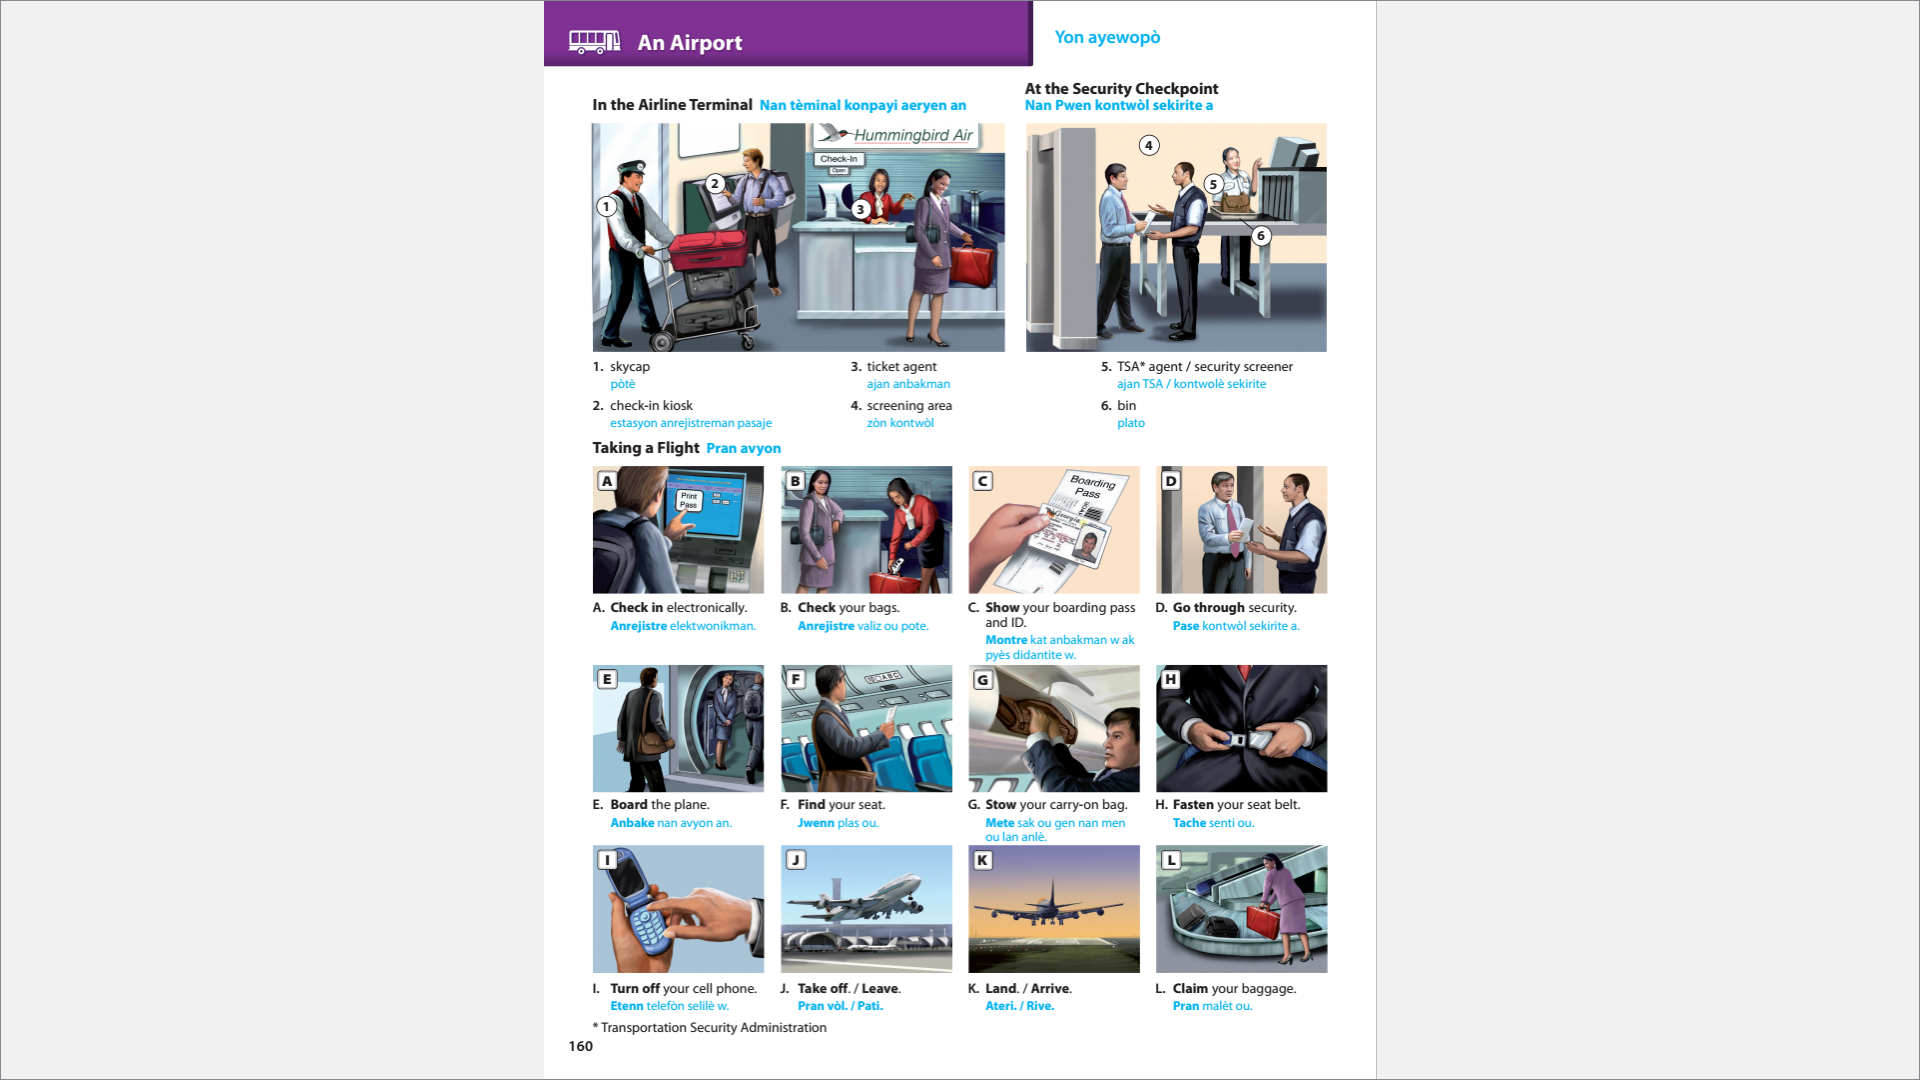 An Airport
Yon ayewopò
In the Airline Terminal Nan tèminal konpayi aeryen an
At the Security Checkpoint
Nan Pwen kontwòl sekirite a
Hummingbird Air
Check-In
Open
1
2
3
4
5
6
1. skycap
pòtè
2. check-in kiosk
estasyon anrejistreman pasaje
3. ticket agent
ajan anbakman
4. screening area
zòn kontwòl
5. TSA* agent / security screener
ajan TSA / kontwolè sekirite
6. bin
plato
Taking a Flight Pran avyon
A
Print
Pass
B
C
Boarding
Pass
Georgia
D
A. Check in electronically.
Anrejistre elektwonikman.
B. Check your bags.
Anrejistre valiz ou pote.
C. Show your boarding pass
and ID.
Montre kat anbakman w ak
pyès didantite w.
D. Go through security.
Pase kontwòl sekirite a.
E
F
ABC
G
H
E. Board the plane.
Anbake nan avyon an.
F. Find your seat.
Jwenn plas ou.
G. Stow your carry-on bag.
Mete sak ou gen nan men
ou lan anlè.
H. Fasten your seat belt.
Tache senti ou.
I
J
K
L
I. Turn off your cell phone.
Etenn telefòn selilè w.
J. Take off. / Leave.
Pran vòl. / Pati.
K. Land. / Arrive.
Ateri. / Rive.
L. Claim your baggage.
Pran malèt ou.
* Transportation Security Administration
160